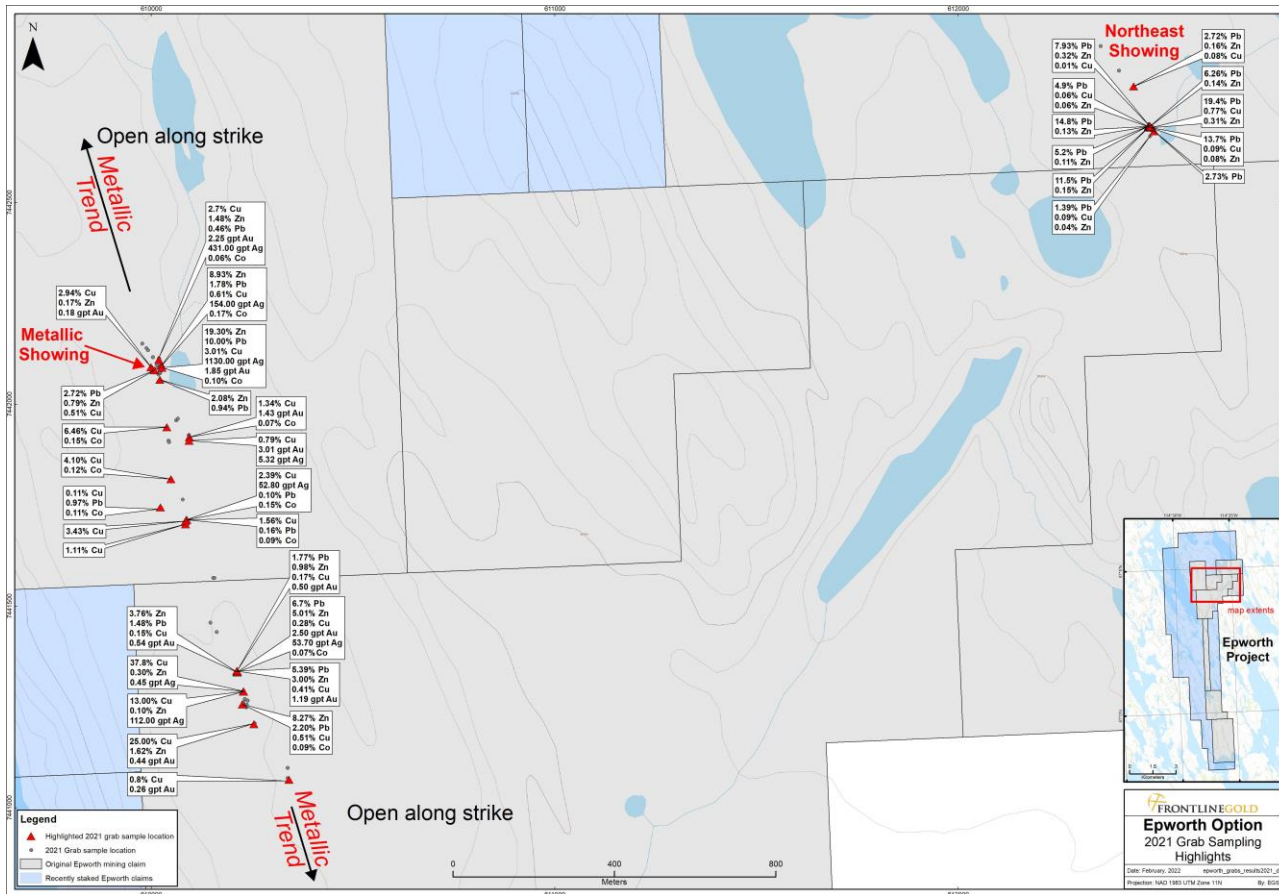 610000
611000
612000
N
Northeast
Showing
7.93% Pb
0.32% Zn
0.01% Cu
2.72% Pb
0.16% Zn
0.08% Cu
4.9% Pb
0.06% Cu
0.06% Zn
6.26% Pb
0.14% Zn
14.8% Pb
0.13% Zn
19.4% Pb
0.77% Cu
0.31% Zn
5.2% Pb
0.11% Zn
13.7% Pb
0.09% Cu
0.08% Zn
11.5% Pb
0.15% Zn
2.73% Pb
1.39% Pb
0.09% Cu
0.04% Zn
Open along strike
Metallic
Trend
7442500
2.7% Cu
1.48% Zn
0.46% Pb
2.25 gpt Au
431.00 gpt Ag
0.06% Co
8.93% Zn
1.78% Pb
0.61% Cu
154.00 gpt Ag
0.17% Co
2.94% Cu
0.17% Zn
0.18 gpt Au
Metallic
Showing
19.30% Zn
10.00% Pb
3.01% Cu
1130.00 gpt Ag
1.85 gpt Au
0.10% Co
2.72% Pb
0.79% Zn
0.51% Cu
2.08% Zn
0.94% Pb
7442000
1.34% Cu
1.43 gpt Au
0.07% Co
6.46% Cu
0.15% Co
0.79% Cu
3.01 gpt Au
5.32 gpt Ag
4.10% Cu
0.12% Co
2.39% Cu
52.80 gpt Ag
0.10% Pb
0.15% Co
0.11% Cu
0.97% Pb
0.11% Co
3.43% Cu
1.56% Cu
0.16% Pb
0.09% Co
1.11% Cu
1.77% Pb
0.98% Zn
0.17% Cu
0.50 gpt Au
7441500
3.76% Zn
1.48% Pb
0.15% Cu
0.54 gpt Au
6.7% Pb
5.01% Zn
0.28% Cu
2.50 gpt Au
53.70 gpt Ag
0.07%Co
37.8% Cu
0.30% Zn
0.45 gpt Ag
5.39% Pb
3.00% Zn
0.41% Cu
1.19 gpt Au
13.00% Cu
0.10% Zn
112.00 gpt Ag
8.27% Zn
2.20% Pb
0.51% Cu
0.09% Co
25.00% Cu
1.62% Zn
0.44 gpt Au
0.8% Cu
0.26 gpt Au
7441000
Metallic
Trend
Open along strike
Legend
Highlighted 2021 grab sample location
2021 Grab sample location
Original Epworth mining claim
Recently staked Epworth claims
0 400 800
Meters
map extents
Epworth
Project
Kilometers
FRONTLINEGOLD
Epworth Option
2021 Grab Sampling
Highlights
Date: February, 2022
Projection: NAD 1983 UTM Zone 11N